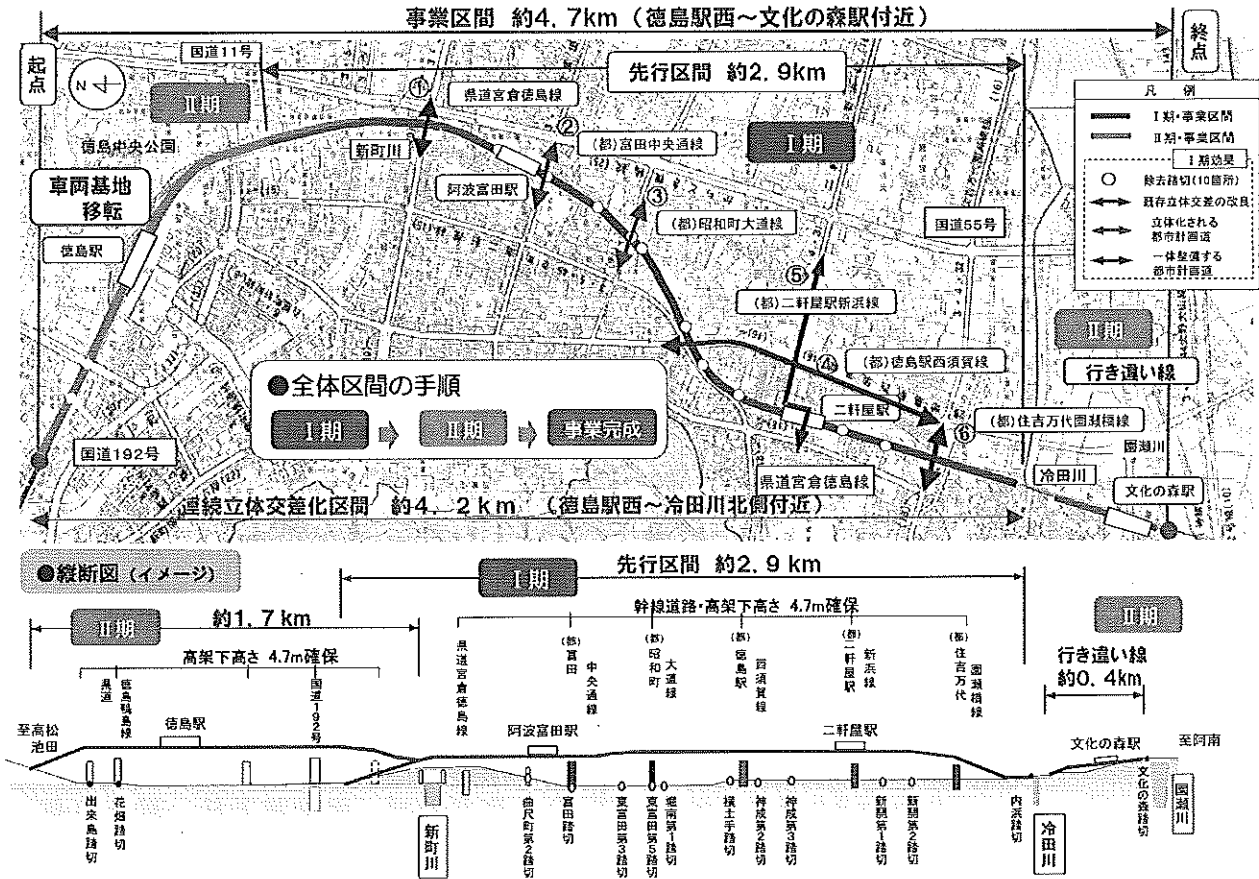 事業区間 約4.7km（徳島駅西～文化の森駅付近）
起点
終点
国道11号
先行区間 約2.9km
Ⅱ期
N
①
県道宮倉徳島線
凡 例
Ⅰ期・事業区間
Ⅱ期・事業区間
Ⅰ期効果
除去踏切(10箇所)
既存立体交差の改良
立体化される
都市計画道
一体整備する
都市計画道
徳島中央公園
新町川
②
(都)富田中央通線
Ⅰ期
車両基地
移転
阿波富田駅
③
(都)昭和町大道線
国道55号
徳島駅
⑤
(都)二軒屋駅新浜線
Ⅱ期
行き違い線
④
(都)徳島駅西須賀線
●全体区間の手順
Ⅰ期
Ⅱ期
事業完成
二軒屋駅
⑥
(都)住吉万代園瀬橋線
国道192号
県道宮倉徳島線
冷田川
園瀬川
文化の森駅
連続立体交差化区間 約4.2km （徳島駅西～冷田川北側付近）
●縦断図（イメージ）
Ⅰ期
先行区間 約2.9km
Ⅱ期
約1.7km
幹線道路・高架下高さ 4.7m確保
Ⅱ期
高架下高さ 4.7m確保
行き違い線
約0.4km
県道
徳島鴨島線
国道192号
県道宮倉徳島線
(都)富田
中央通線
(都)昭和町
大道線
(都)徳島駅
西須賀線
(都)二軒屋駅
新浜線
(都)住吉万代
園瀬橋線
至高松
池田
徳島駅
阿波富田駅
二軒屋駅
文化の森駅
至阿南
出来島踏切
花畑踏切
新町川
曲尺町第2踏切
富田踏切
東富田第3踏切
東富田第5踏切
堀南第1踏切
横土手踏切
神成第2踏切
神成第3踏切
新開第1踏切
新開第2踏切
内浜踏切
冷田川
文化の森踏切
園瀬川